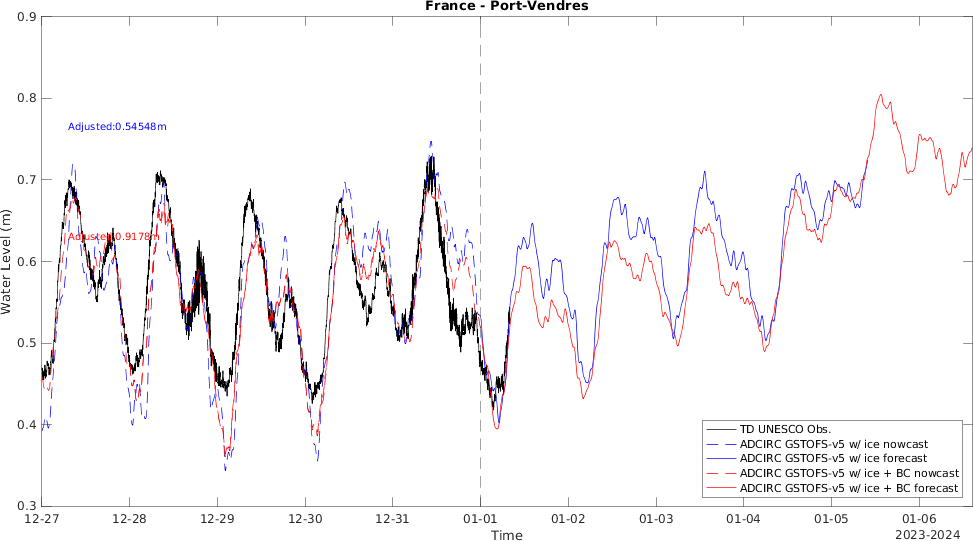 France - Port-Vendres
0.9
0.8
0.7
0.6
0.5
0.4
0.3
Water Level (m)
Adjusted:0.54548m
Adjusted:0.9178m
TD UNESCO Obs.
ADCIRC GSTOFS-v5 w/ ice nowcast
ADCIRC GSTOFS-v5 w/ ice forecast
ADCIRC GSTOFS-v5 w/ ice + BC nowcast
ADCIRC GSTOFS-v5 w/ ice + BC forecast
12-27 12-28 12-29 12-30 12-31 01-01 01-02 01-03 01-04 01-05 01-06
Time
2023-2024